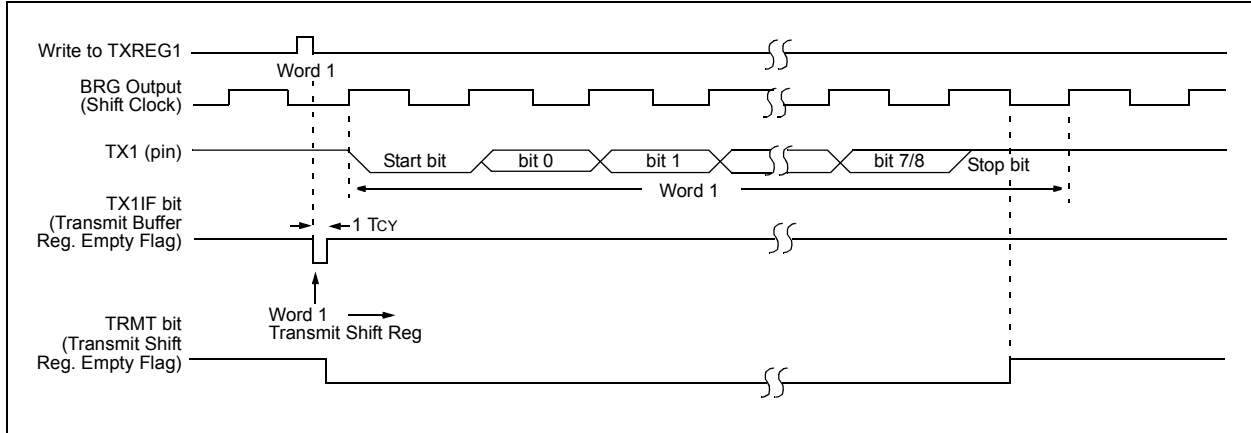 Write to TXREG1
Word 1
BRG Output
(Shift Clock)
TX1 (pin)
Start bit
bit 0
bit 1
bit 7/8
Stop bit
Word 1
TX1IF bit
(Transmit Buffer
Reg. Empty Flag)
1 TCY
Word 1
Transmit Shift Reg
TRMT bit
(Transmit Shift
Reg. Empty Flag)